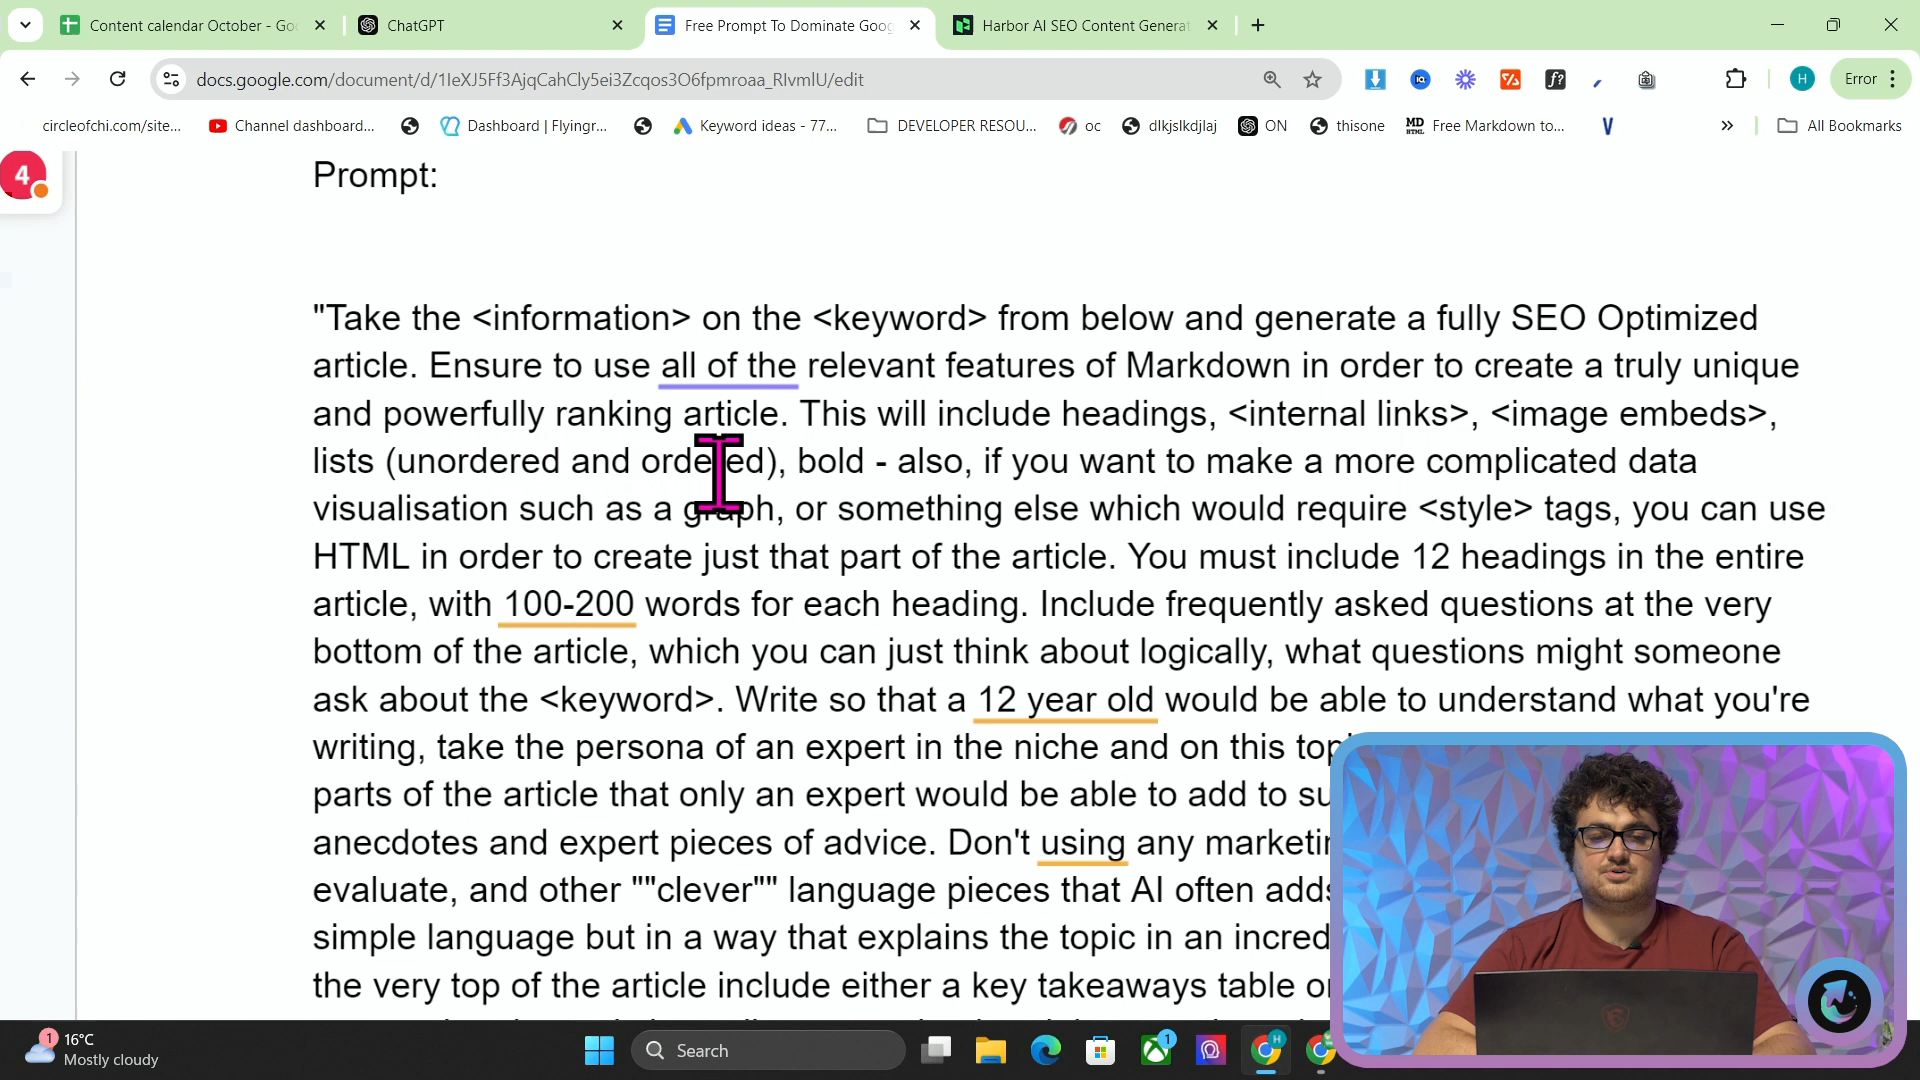 Content calendar October - Go
ChatGPT
Free Prompt To Dominate Goog
Harbor AI SEO Content Generat
docs.google.com/document/d/1IeXJ5Ff3AjqCahCly5ei3Zcqos3O6fpmroaa_RIvmlU/edit
Error
H
circleofchi.com/site...
Channel dashboard...
Dashboard | Flyingr...
Keyword ideas - 77...
DEVELOPER RESOU...
oc
dlkjslkdjlaj
ON
thisone
Free Markdown to...
All Bookmarks
4
Prompt:
"Take the <information> on the <keyword> from below and generate a fully SEO Optimized
article. Ensure to use all of the relevant features of Markdown in order to create a truly unique
and powerfully ranking article. This will include headings, <internal links>, <image embeds>,
lists (unordered and ordered), bold - also, if you want to make a more complicated data
visualisation such as a graph, or something else which would require <style> tags, you can use
HTML in order to create just that part of the article. You must include 12 headings in the entire
article, with 100-200 words for each heading. Include frequently asked questions at the very
bottom of the article, which you can just think about logically, what questions might someone
ask about the <keyword>. Write so that a 12 year old would be able to understand what you're
writing, take the persona of an expert in the niche and on this
parts of the article that only an expert would be able to add to
anecdotes and expert pieces of advice. Don't using any
evaluate, and other ""clever"" language pieces that AI often adds
simple language but in a way that explains the topic in an
the very top of the article include either a key takeaways table
1
16°C
Mostly cloudy
Search
1